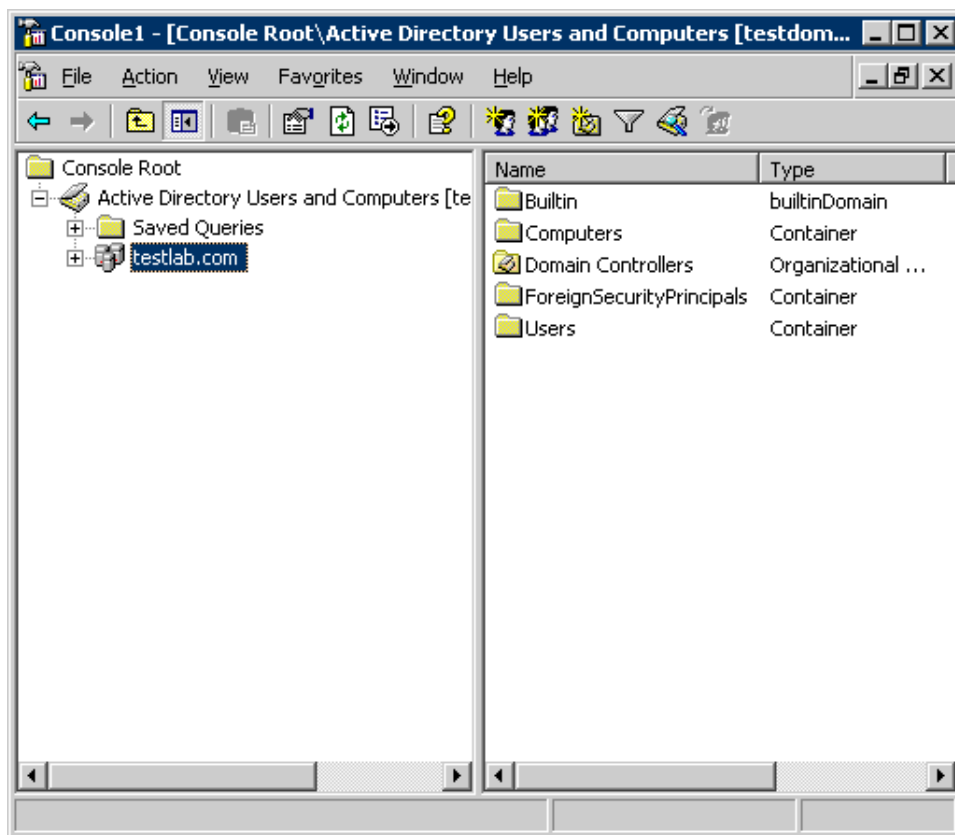 Console1 - [Console Root\Active Directory Users and Computers [testdom...
File Action View Favorites Window Help
Console Root
Active Directory Users and Computers [te
Saved Queries
testlab.com
Name Type
Builtin builtinDomain
Computers Container
Domain Controllers Organizational ...
ForeignSecurityPrincipals Container
Users Container